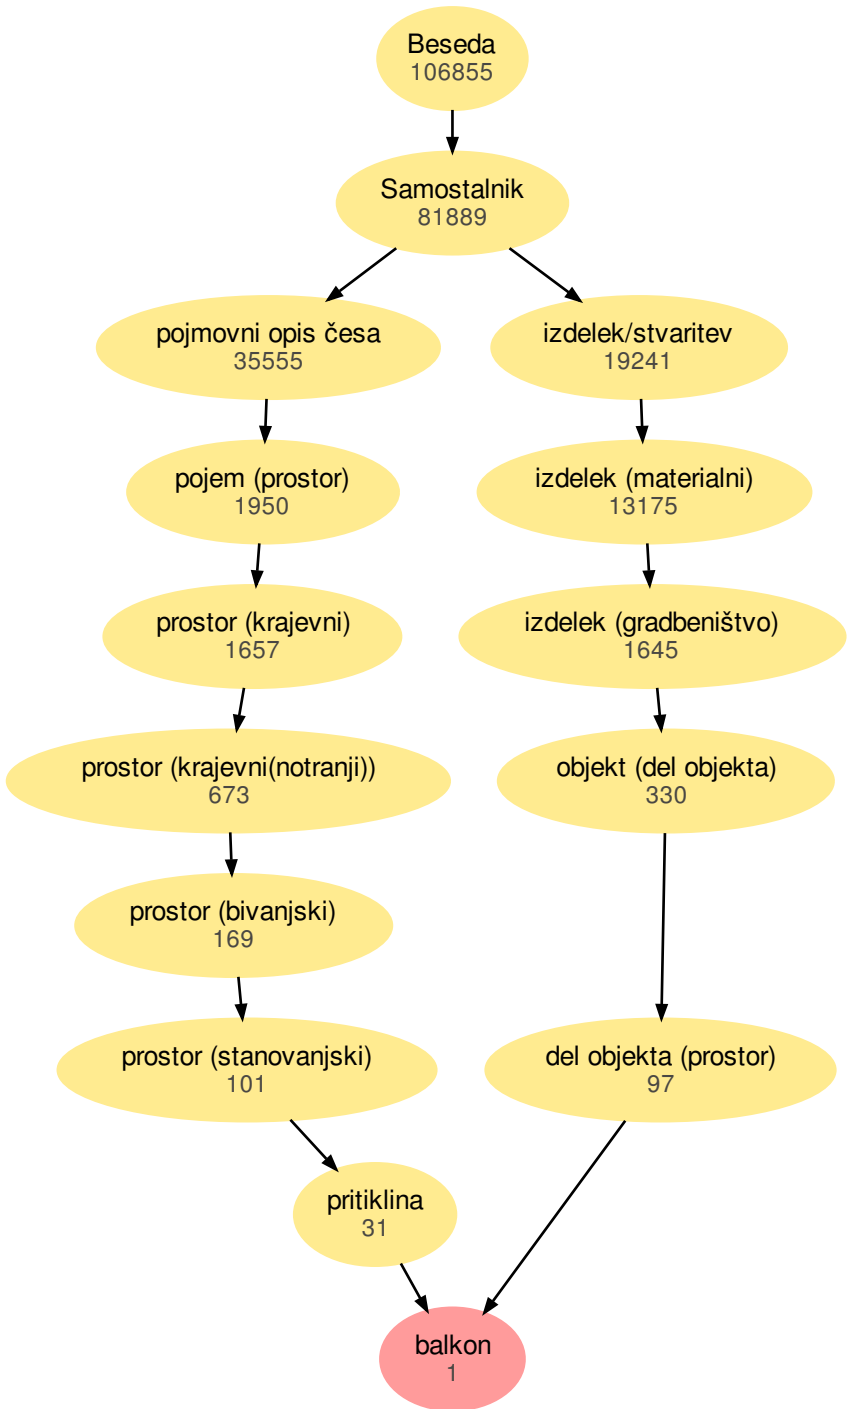 Beseda
106855
Samostalnik
81889
pojmovni opis česa
35555
izdelek/stvaritev
19241
pojem (prostor)
1950
izdelek (materialni)
13175
prostor (krajevni)
1657
izdelek (gradbeništvo)
1645
prostor (krajevni(notranji))
673
objekt (del objekta)
330
prostor (bivanjski)
169
prostor (stanovanjski)
101
del objekta (prostor)
97
pritiklina
31
balkon
1